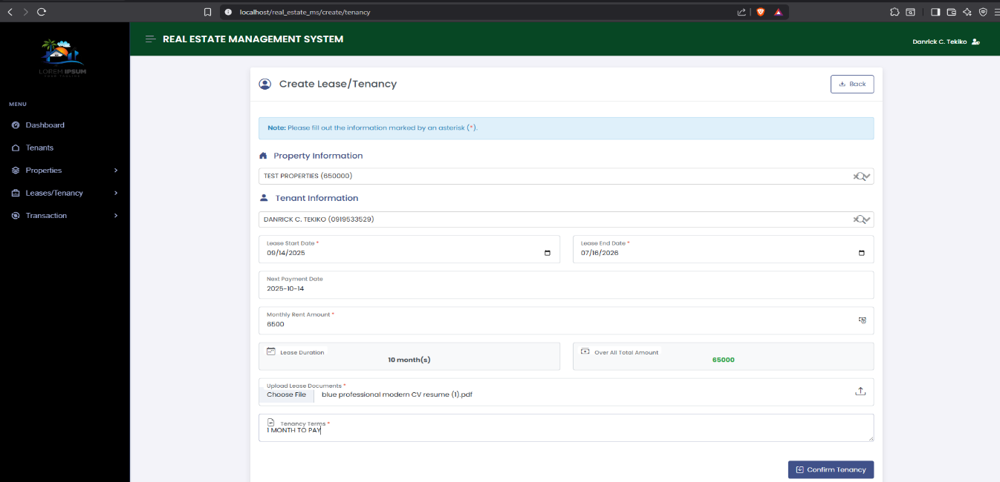 localhost/real_estate_ms/create/tenancy
REAL ESTATE MANAGEMENT SYSTEM
Danrick C. Tekiko
LOREM IPSUM
MENU
Dashboard
Tenants
Properties
Leases/Tenancy
Transaction
Create Lease/Tenancy
Back
Note: Please fill out the information marked by an asterisk (*).
Property Information
TEST PROPERTIES (650000)
Tenant Information
DANRICK C. TEKIKO (0919533529)
Lease Start Date *
09/14/2025
Lease End Date *
07/16/2026
Next Payment Date
2025-10-14
Monthly Rent Amount *
6500
Lease Duration
10 month(s)
Over All Total Amount
65000
Upload Lease Documents *
Choose File blue professional modern CV resume (1).pdf
Tenancy Terms *
1 MONTH TO PAY
Confirm Tenancy